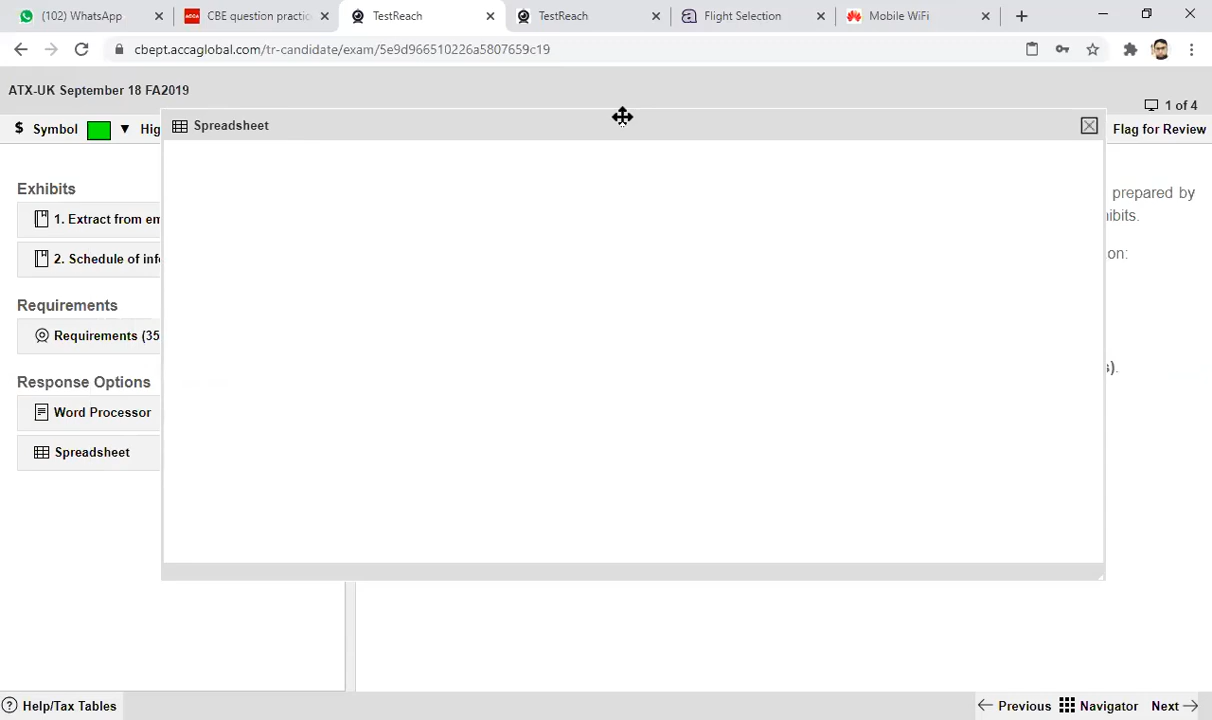 (102) WhatsApp
CBE question practic
TestReach
TestReach
Flight Selection
Mobile WiFi
cbept.accaglobal.com/tr-candidate/exam/5e9d966510226a5807659c19
ATX-UK September 18 FA2019
1 of 4
$ Symbol
Hig
Spreadsheet
Flag for Review
Exhibits
1. Extract from em
2. Schedule of info
Requirements
Requirements (35
Response Options
Word Processor
Spreadsheet
prepared by
ibits.
on:
s).
Help/Tax Tables
Previous
Navigator
Next